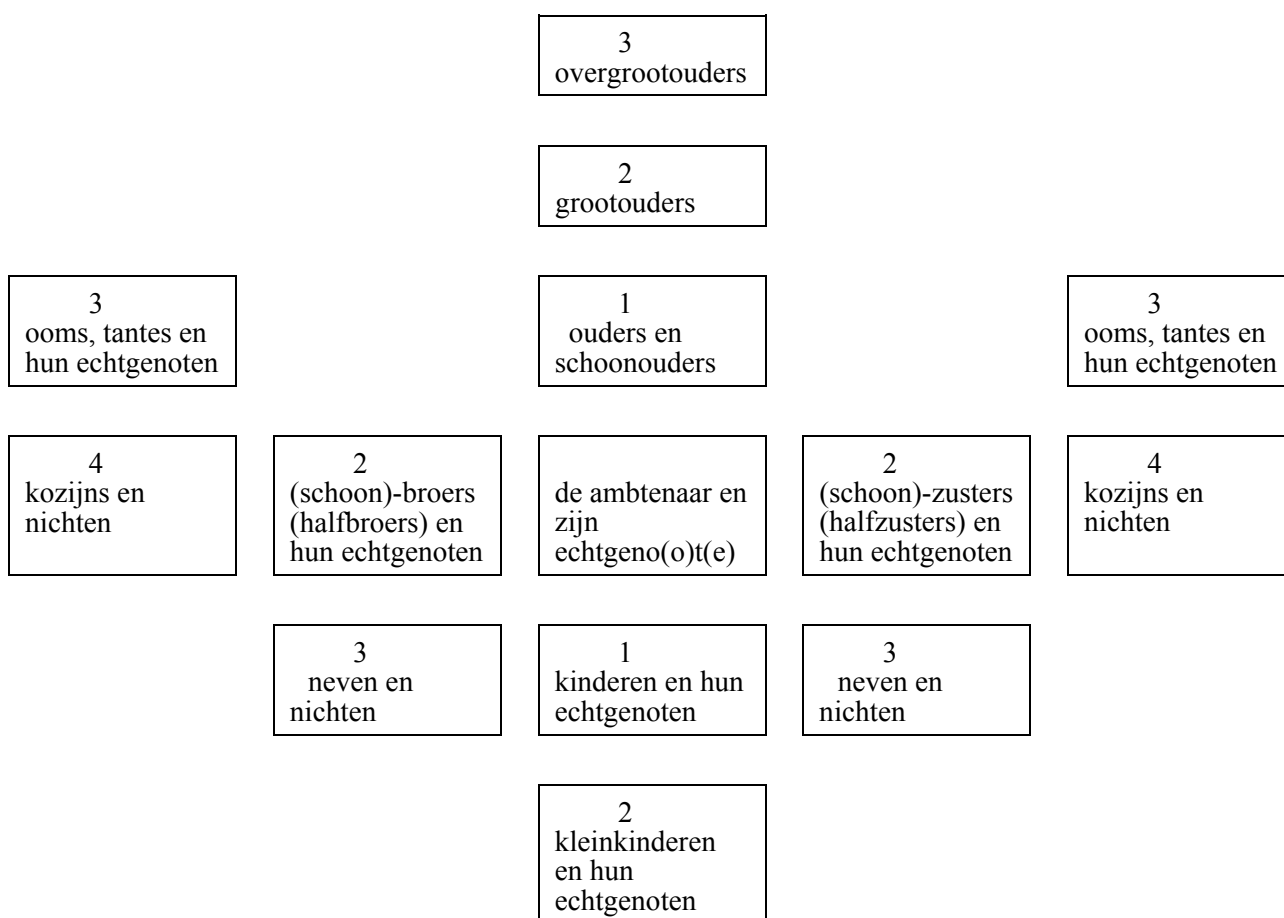 3
overgrootouders
2
grootouders
3
ooms, tantes en
hun echtgenoten
1
ouders en
schoonouders
3
ooms, tantes en
hun echtgenoten
4
kozijns en
nichten
2
(schoon)-broers
(halfbroers) en
hun echtgenoten
de ambtenaar en
zijn
echtgeno(o)t(e)
2
(schoon)-zusters
(halfzusters) en
hun echtgenoten
4
kozijns en
nichten
3
neven en
nichten
1
kinderen en hun
echtgenoten
3
neven en
nichten
2
kleinkinderen
en hun
echtgenoten